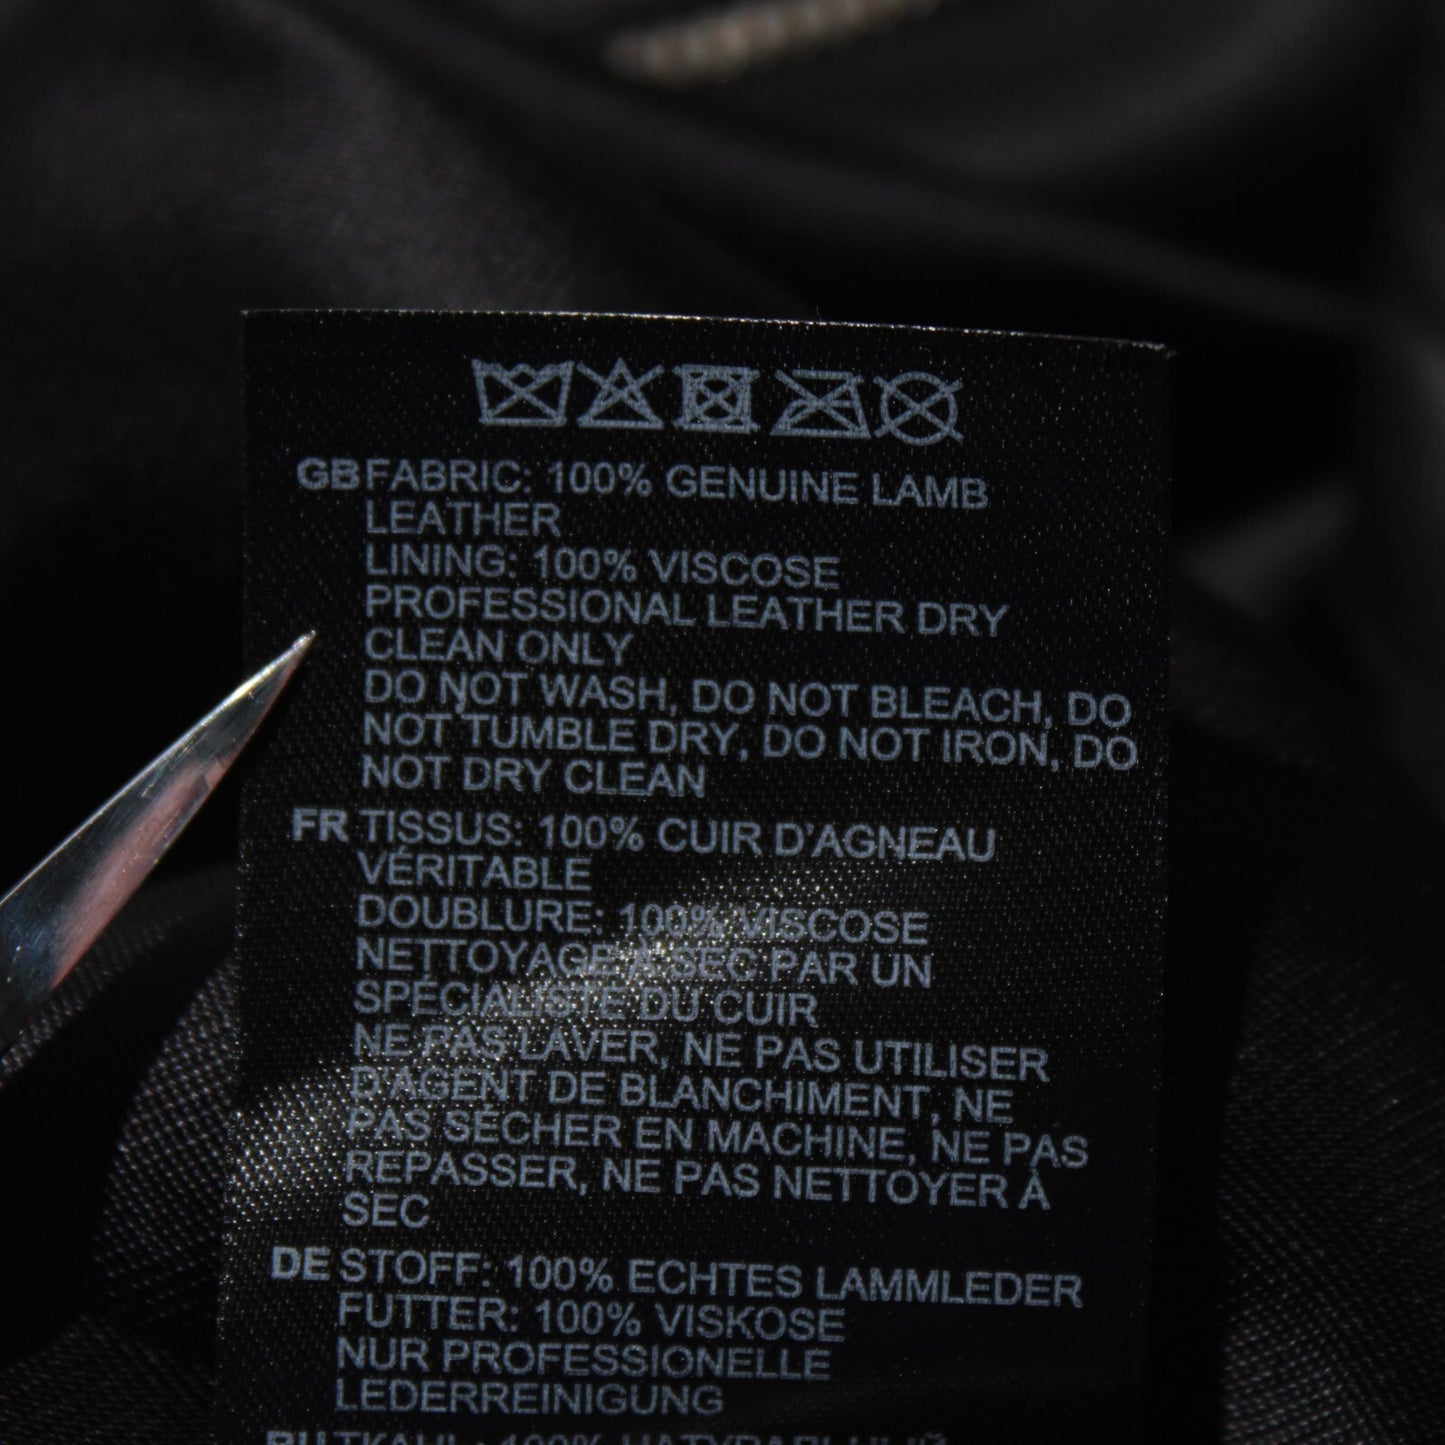 GB FABRIC: 100% GENUINE LAMB
LEATHER
LINING: 100% VISCOSE
PROFESSIONAL LEATHER DRY
CLEAN ONLY
DO NOT WASH, DO NOT BLEACH, DO
NOT TUMBLE DRY, DO NOT IRON, DO
NOT DRY CLEAN
FR TISSUS: 100% CUIR D'AGNEAU
VÉRITABLE
DOUBLURE: 100% VISCOSE
NETTOYAGE À SEC PAR UN
SPÉCIALISTE DU CUIR
NE PAS LAVER, NE PAS UTILISER
D'AGENT DE BLANCHIMENT, NE
PAS SÉCHER EN MACHINE, NE PAS
REPASSER, NE PAS NETTOYER À
SEC
DE STOFF: 100% ECHTES LAMMLEDER
FUTTER: 100% VISKOSE
NUR PROFESSIONELLE
LEDERREINIGUNG